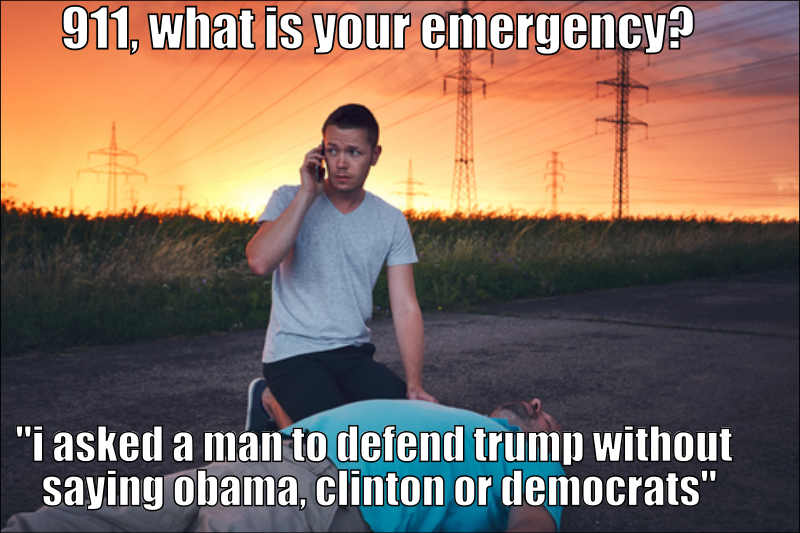 911, what is your emergency?
"i asked a man to defend trump without
saying obama, clinton or democrats"